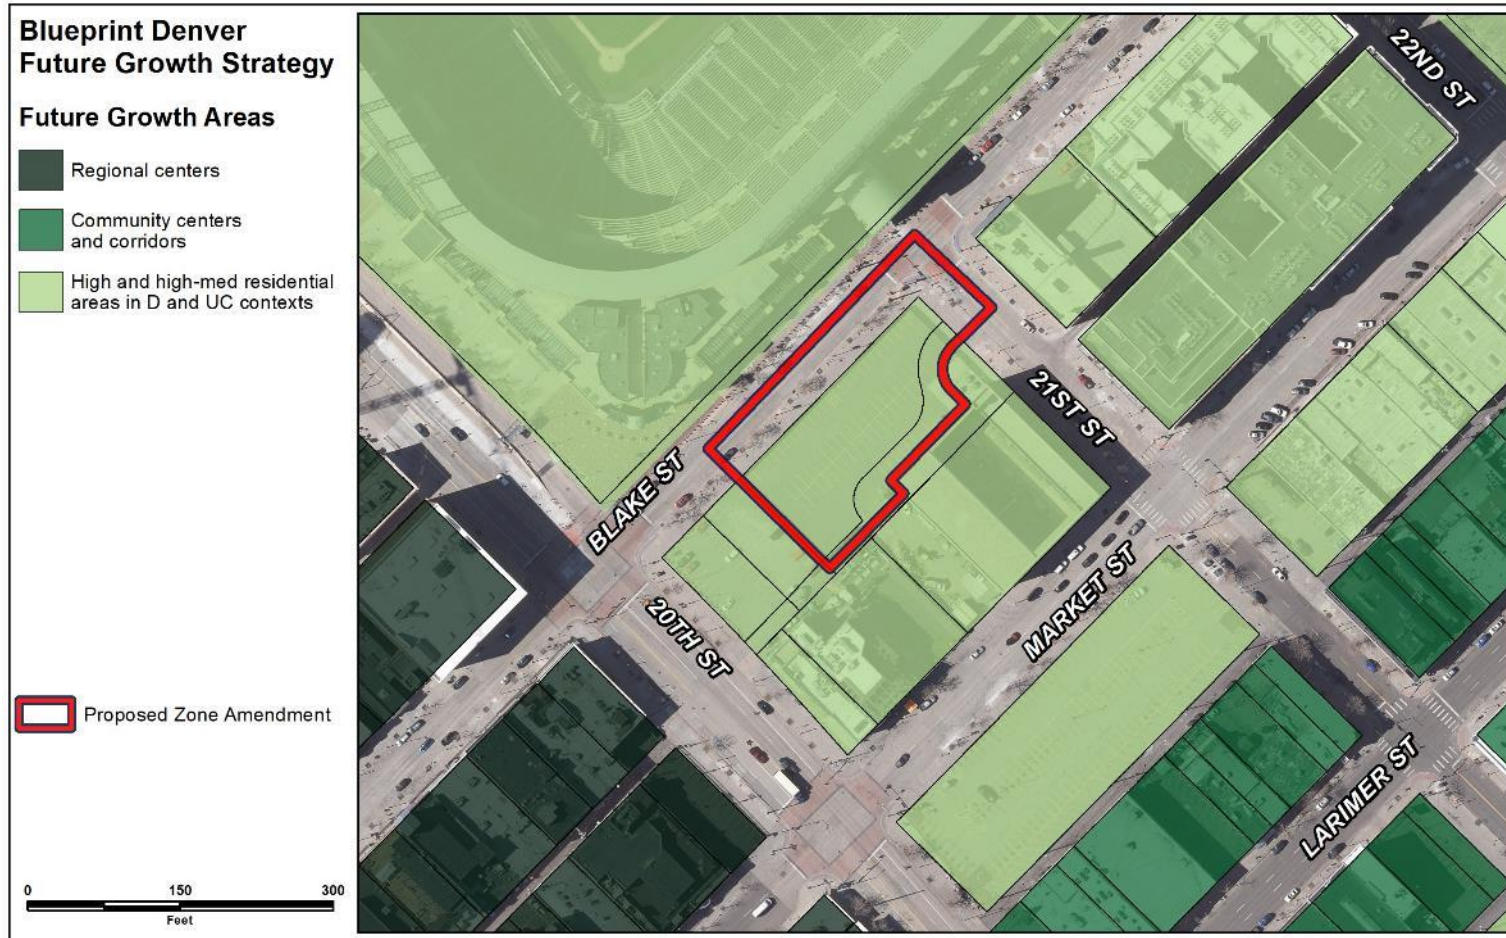 Blueprint Denver
Future Growth Strategy
Future Growth Areas
Regional centers
Community centers
and corridors
High and high-med residential
areas in D and UC contexts
Proposed Zone Amendment
0 150 300
Feet
22ND ST
21ST ST
BLAKE ST
20TH ST
MARKET ST
LARIMER ST